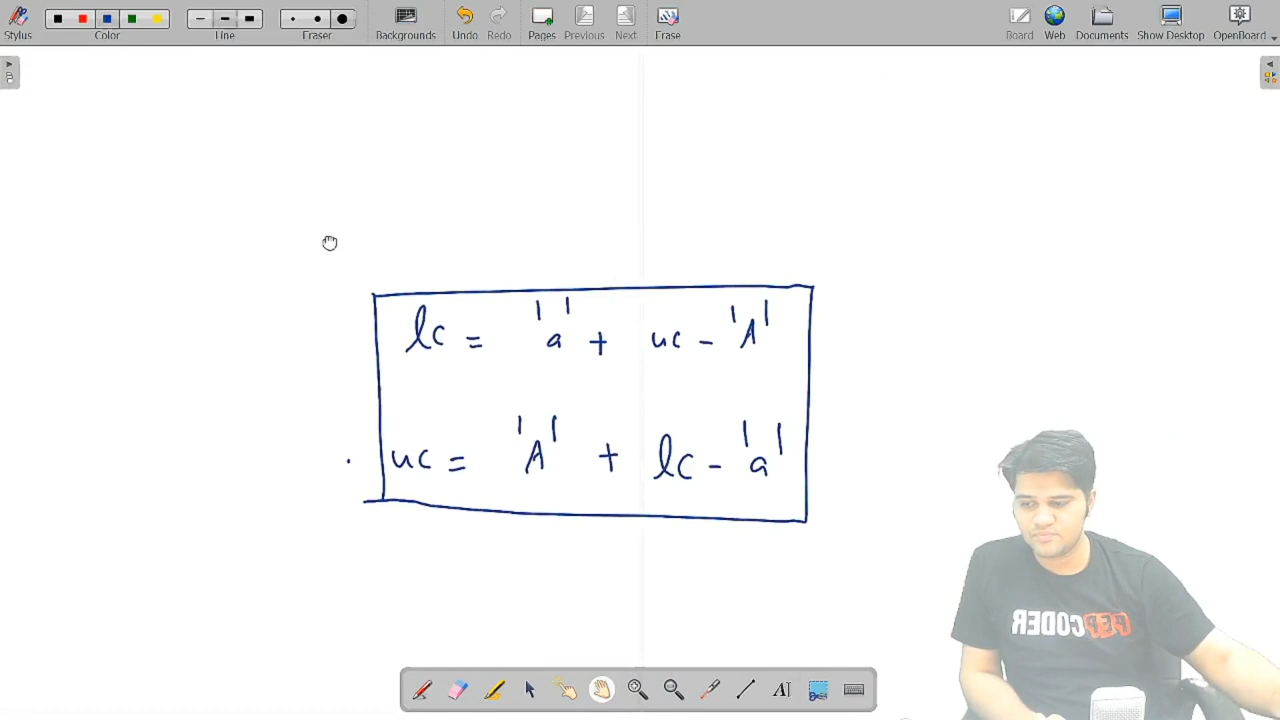 Stylus Color Line Eraser Backgrounds Undo Redo Pages Previous Next Erase Board Web Documents Show Desktop OpenBoard
lc = 'a' + uc - 'A'
uc = 'A' + lc - 'a'
PEPCODER